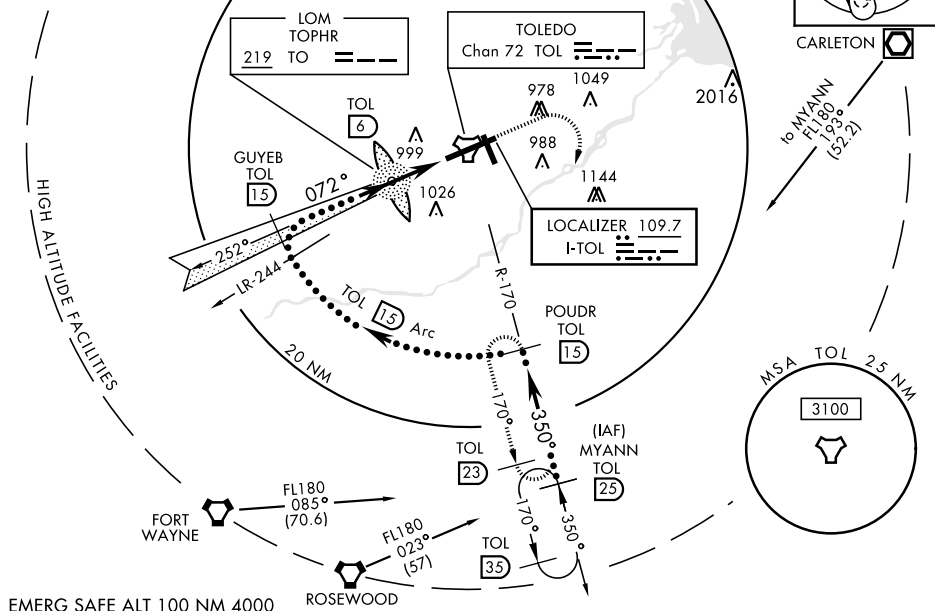 LOM
TOPHR
219 TO
TOLEDO
Chan 72 TOL
CARLETON
to MYANN
FL180
193°
(52.2)
2016
1049
978
988
1144
TOL
6
999
1026
GUYEB
TOL
15
072°
252°
LR-244
LOCALIZER 109.7
I-TOL
R-170
POUDR
TOL
15
TOL 15 Arc
20 NM
HIGH ALTITUDE FACILITIES
MSA TOL 25 NM
3100
170°
350°
(IAF)
MYANN
TOL
25
TOL
23
170°
350°
TOL
35
FORT
WAYNE
FL180
085°
(70.6)
FL180
023°
(57)
ROSEWOOD
EMERG SAFE ALT 100 NM 4000